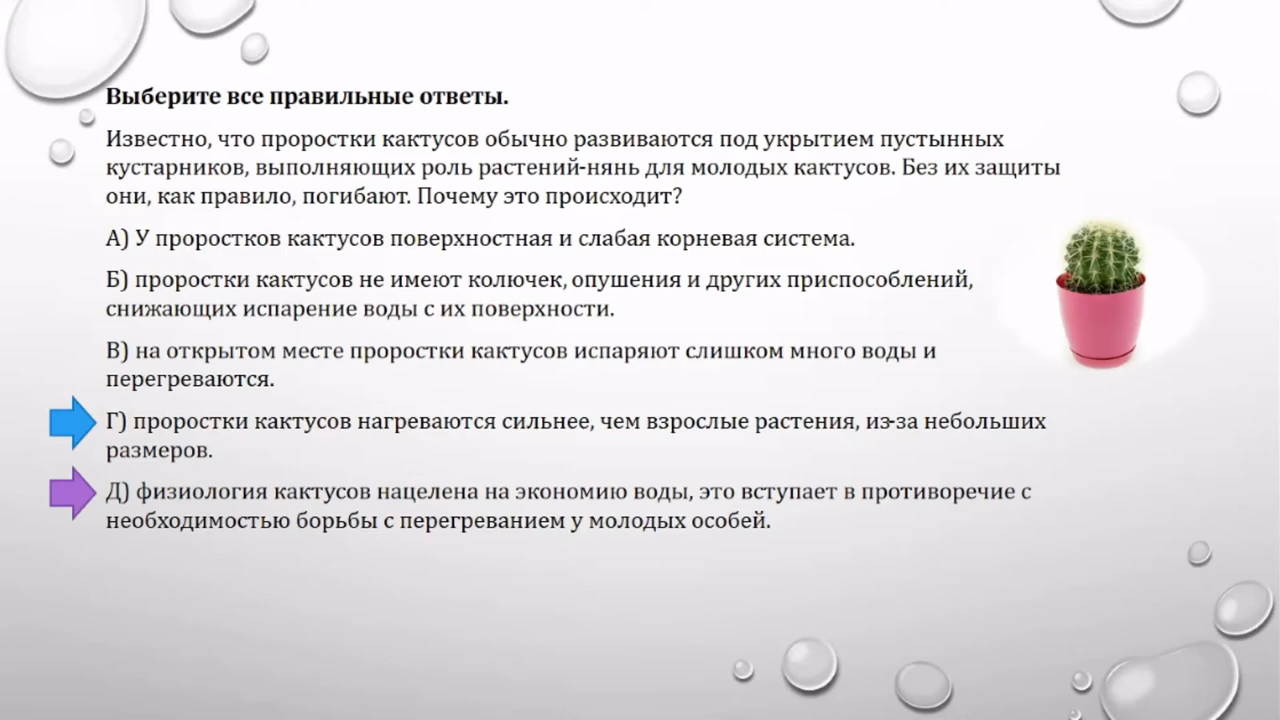 Выберите все правильные ответы.
Известно, что проростки кактусов обычно развиваются под укрытием пустынных
кустарников, выполняющих роль растений-нянь для молодых кактусов. Без их защиты
они, как правило, погибают. Почему это происходит?
А) У проростков кактусов поверхностная и слабая корневая система.
Б) проростки кактусов не имеют колючек, опушения и других приспособлений,
снижающих испарение воды с их поверхности.
В) на открытом месте проростки кактусов испаряют слишком много воды и
перегреваются.
Г) проростки кактусов нагреваются сильнее, чем взрослые растения, из-за небольших
размеров.
Д) физиология кактусов нацелена на экономию воды, это вступает в противоречие с
необходимостью борьбы с перегреванием у молодых особей.